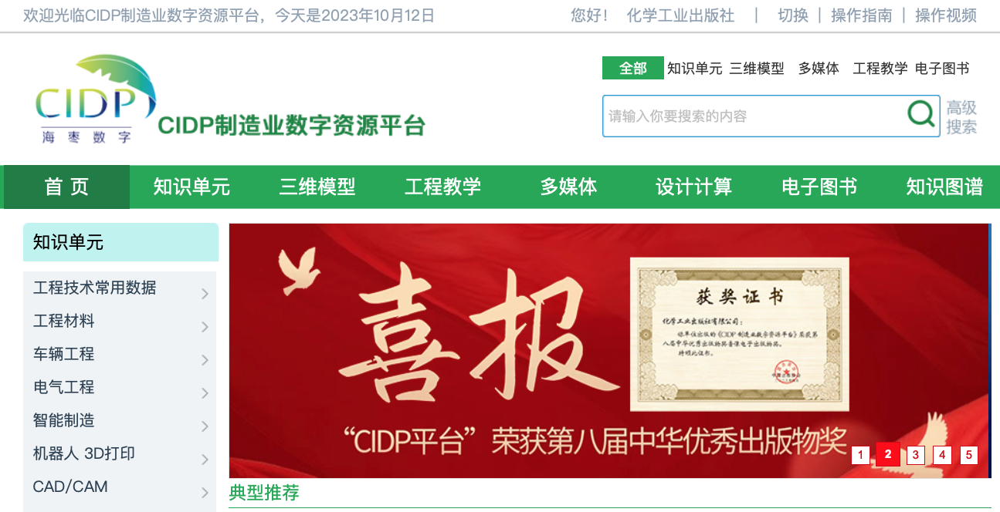 欢迎光临CIDP制造业数字资源平台，今天是2023年10月12日
您好！ 化学工业出版社 | 切换 | 操作指南 | 操作视频
CIDP
海枣数字
CIDP制造业数字资源平台
全部 知识单元 三维模型 多媒体 工程教学 电子图书
请输入你要搜索的内容
高级
搜索
首 页 知识单元 三维模型 工程教学 多媒体 设计计算 电子图书 知识图谱
知识单元
工程技术常用数据
工程材料
车辆工程
电气工程
智能制造
机器人 3D打印
CAD/CAM
喜报
获奖证书
化学工业出版社有限公司：
你单位出版的《CIDP 制造业数字资源平台》荣获第
八届中华优秀出版物奖音像电子出版物奖。
特颁此证书。
“CIDP平台”荣获第八届中华优秀出版物奖
1 2 3 4 5
典型推荐